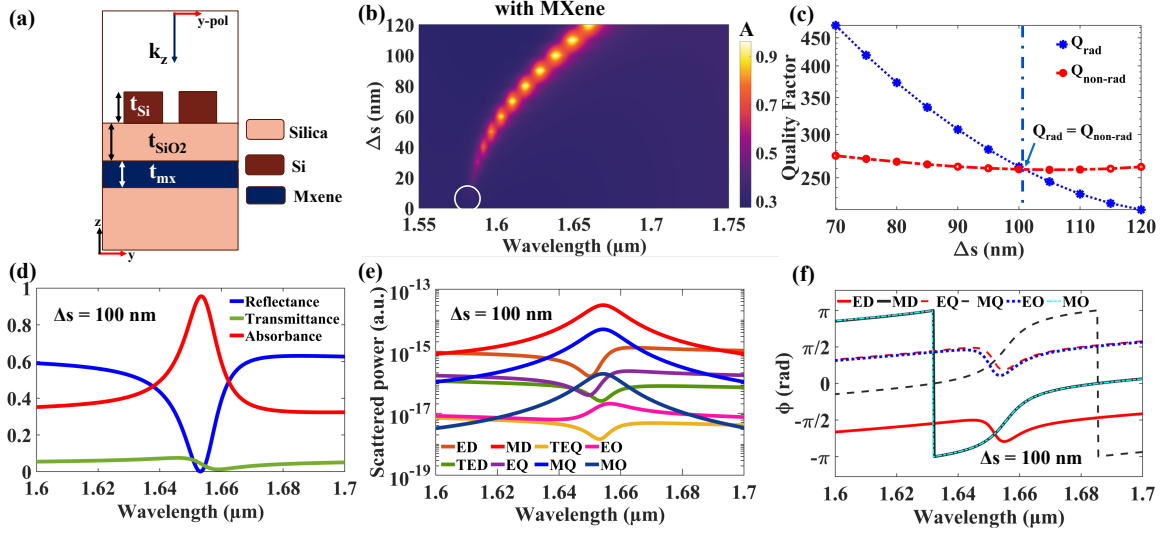 (a)
y-pol
k_z
t_Si
t_SiO2
t_mx
z
y
Silica
Si
Mxene
(b)
with MXene
A
Δs (nm)
120
100
80
60
40
20
0
1.55
1.6
1.65
1.7
1.75
Wavelength (µm)
0.9
0.7
0.5
0.3
(c)
Quality Factor
450
400
350
300
250
Q_rad
Q_non-rad
Q_rad = Q_non-rad
70
80
90
100
110
120
Δs (nm)
(d)
1
0.8
0.6
0.4
0.2
0
Δs = 100 nm
Reflectance
Transmittance
Absorbance
1.6
1.62
1.64
1.66
1.68
1.7
Wavelength (µm)
(e)
Scattered power (a.u.)
10^-13
10^-15
10^-17
10^-19
Δs = 100 nm
ED
MD
TEQ
EO
TED
EQ
MQ
MO
1.6
1.62
1.64
1.66
1.68
1.7
Wavelength (µm)
(f)
ED
MD
EQ
MQ
EO
MO
ϕ (rad)
π
π/2
0
-π/2
-π
Δs = 100 nm
1.6
1.62
1.64
1.66
1.68
1.7
Wavelength (µm)